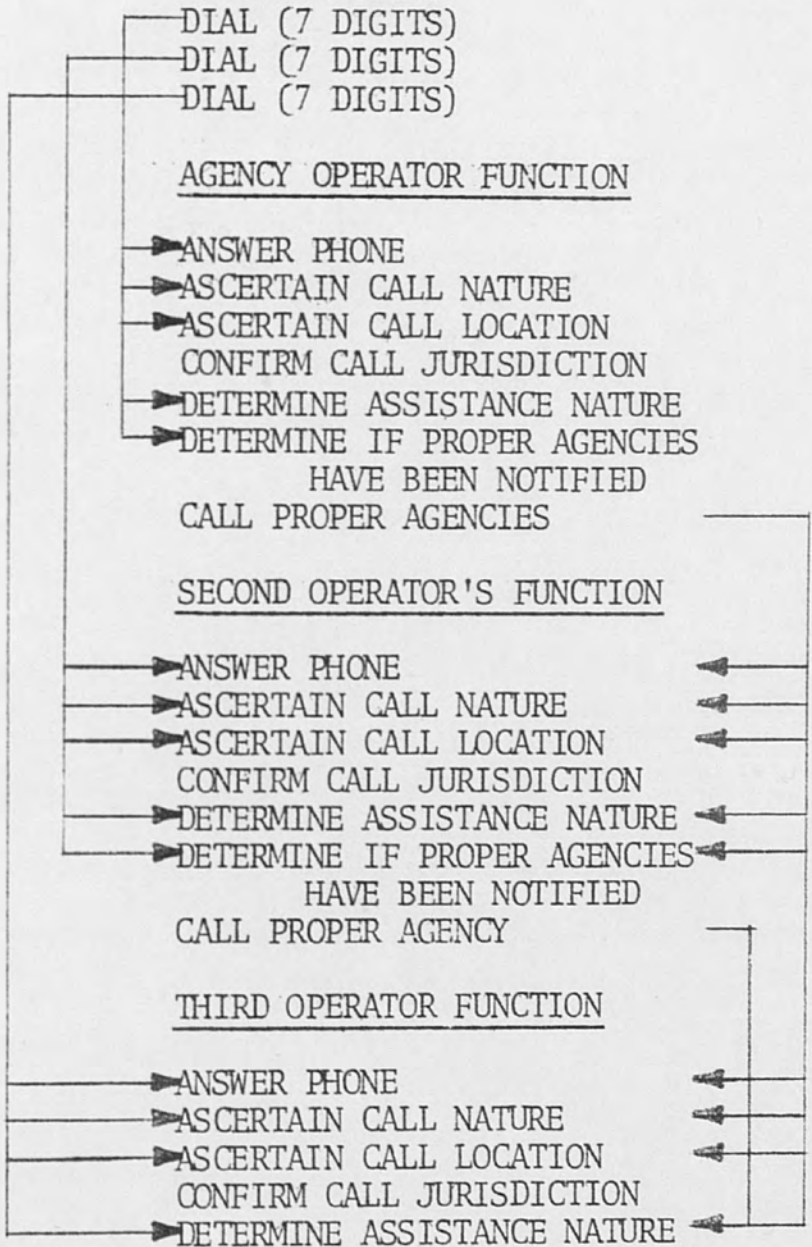 DIAL (7 DIGITS)
DIAL (7 DIGITS)
DIAL (7 DIGITS)
AGENCY OPERATOR FUNCTION
ANSWER PHONE
ASCERTAIN CALL NATURE
ASCERTAIN CALL LOCATION
CONFIRM CALL JURISDICTION
DETERMINE ASSISTANCE NATURE
DETERMINE IF PROPER AGENCIES
HAVE BEEN NOTIFIED
CALL PROPER AGENCIES
SECOND OPERATOR'S FUNCTION
ANSWER PHONE
ASCERTAIN CALL NATURE
ASCERTAIN CALL LOCATION
CONFIRM CALL JURISDICTION
DETERMINE ASSISTANCE NATURE
DETERMINE IF PROPER AGENCIES
HAVE BEEN NOTIFIED
CALL PROPER AGENCY
THIRD OPERATOR FUNCTION
ANSWER PHONE
ASCERTAIN CALL NATURE
ASCERTAIN CALL LOCATION
CONFIRM CALL JURISDICTION
DETERMINE ASSISTANCE NATURE